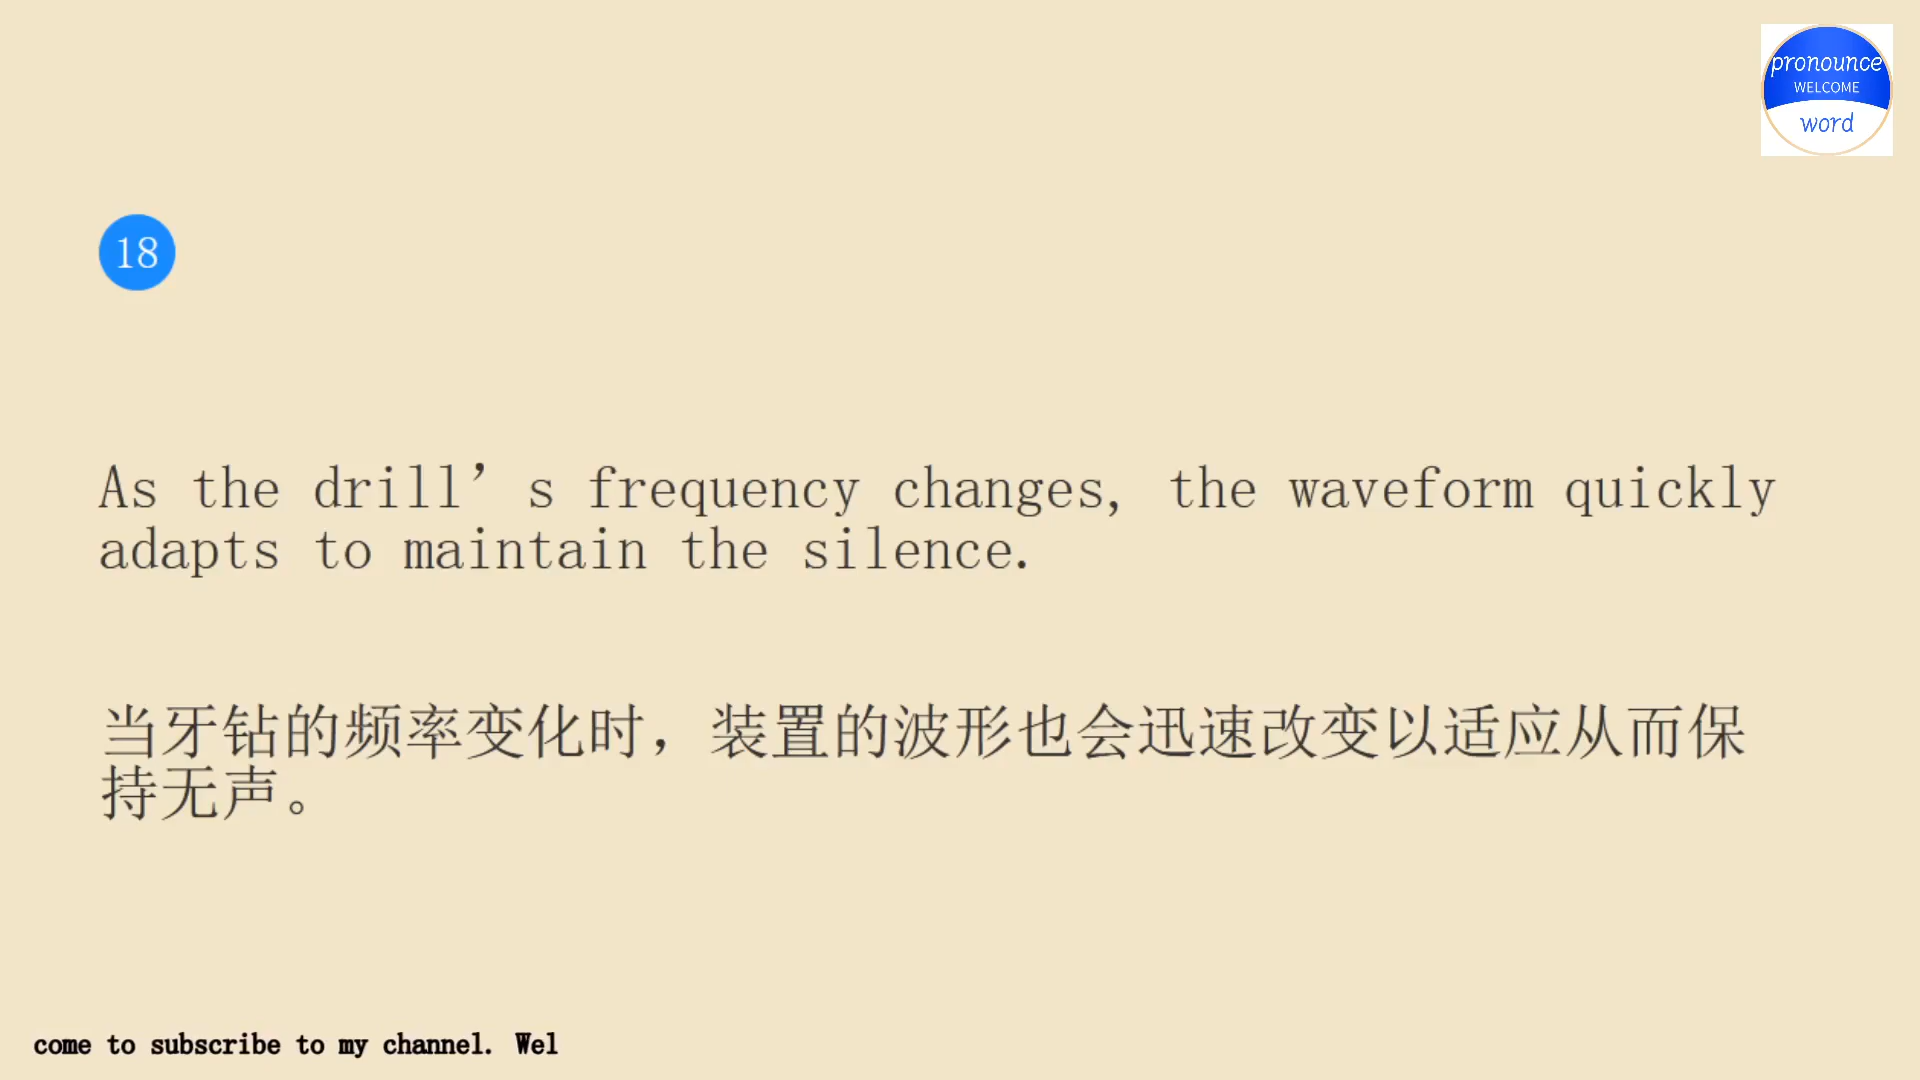 pronounce
WELCOME
word
18
As the drill’s frequency changes, the waveform quickly
adapts to maintain the silence.
当牙钻的频率变化时，装置的波形也会迅速改变以适应从而保
持无声。
come to subscribe to my channel. Wel